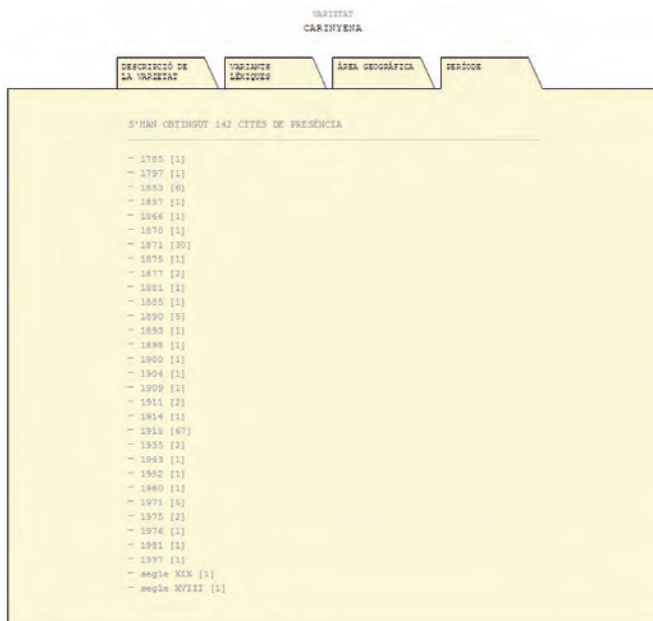 VARIETAT
CARINYENA
DESCRIPCIÓ DE
LA VARIETAT
VARIANTS
LÈXIQUES
ÀREA GEOGRÀFICA
PERÍODE
S'HAN OBTINGUT 142 CITES DE PRESÈNCIA
- 1785 [1]
- 1797 [1]
- 1853 [6]
- 1857 [1]
- 1866 [1]
- 1870 [1]
- 1871 [30]
- 1875 [1]
- 1877 [2]
- 1881 [1]
- 1885 [1]
- 1890 [5]
- 1893 [1]
- 1898 [1]
- 1900 [1]
- 1904 [1]
- 1909 [1]
- 1911 [2]
- 1914 [1]
- 1915 [67]
- 1935 [2]
- 1943 [1]
- 1952 [1]
- 1960 [1]
- 1971 [5]
- 1975 [2]
- 1976 [1]
- 1981 [1]
- 1997 [1]
- segle XIX [1]
- segle XVIII [1]